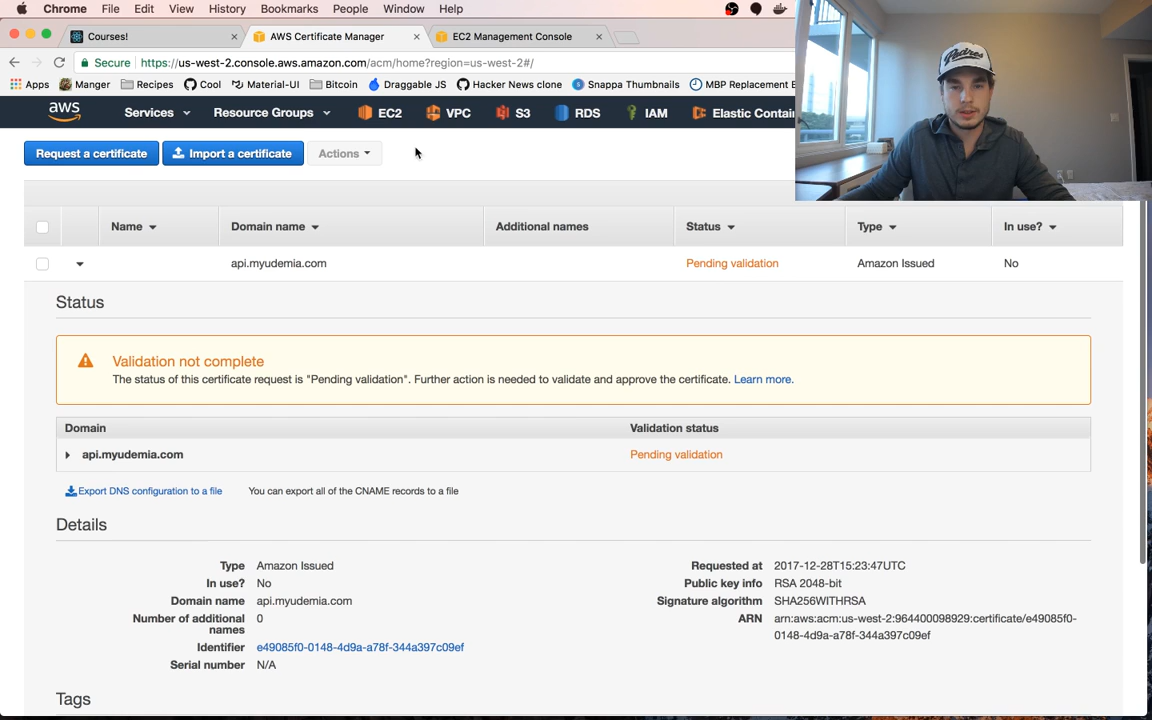 Chrome File Edit View History Bookmarks People Window Help
Courses! AWS Certificate Manager EC2 Management Console
Secure https://us-west-2.console.aws.amazon.com/acm/home?region=us-west-2#/
Apps Manger Recipes Cool Material-UI Bitcoin Draggable JS Hacker News clone Snappa Thumbnails MBP Replacement
aws Services Resource Groups EC2 VPC S3 RDS IAM Elastic Contai
Request a certificate Import a certificate Actions
Name Domain name Additional names Status Type In use?
api.myudemia.com Pending validation Amazon Issued No
Status
Validation not complete
The status of this certificate request is "Pending validation". Further action is needed to validate and approve the certificate. Learn more.
Domain Validation status
api.myudemia.com Pending validation
Export DNS configuration to a file You can export all of the CNAME records to a file
Details
Type Amazon Issued
In use? No
Domain name api.myudemia.com
Number of additional names 0
Identifier e49085f0-0148-4d9a-a78f-344a397c09ef
Serial number N/A
Requested at 2017-12-28T15:23:47UTC
Public key info RSA 2048-bit
Signature algorithm SHA256WITHRSA
ARN arn:aws:acm:us-west-2:964400098929:certificate/e49085f0-
0148-4d9a-a78f-344a397c09ef
Tags
Padres